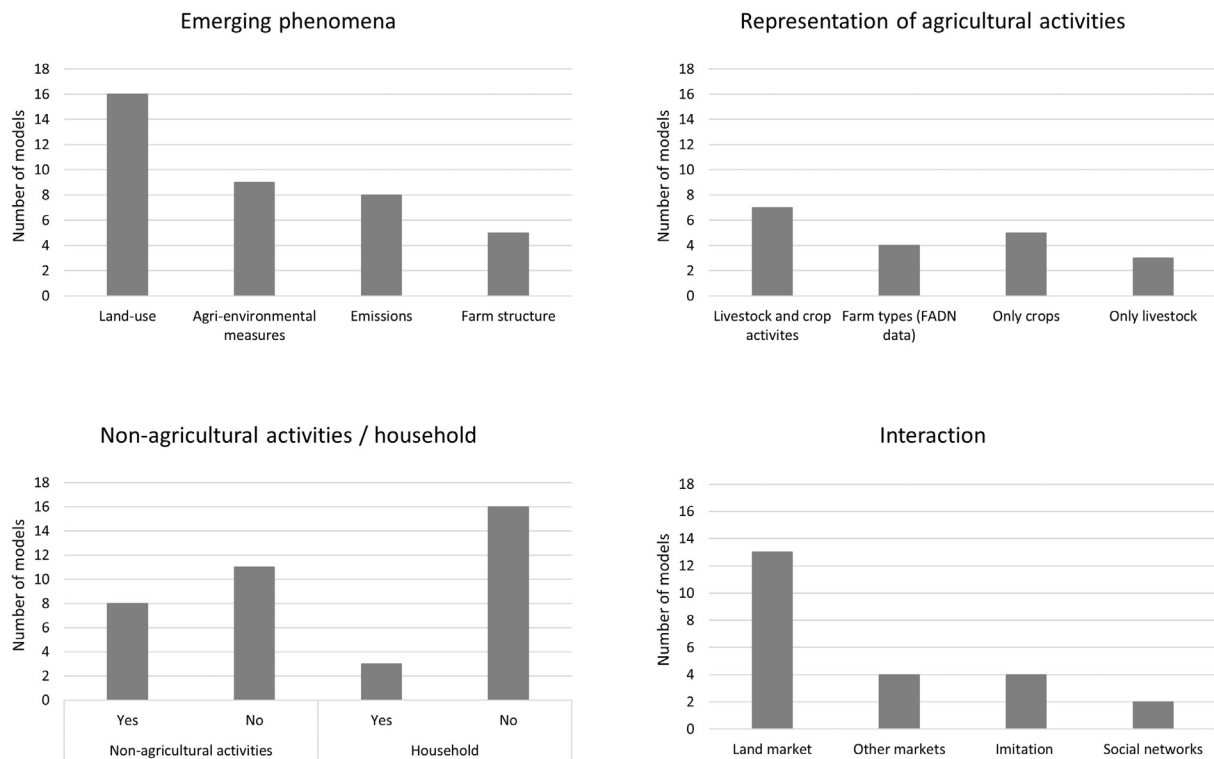 Emerging phenomena
Number of models
18
16
14
12
10
8
6
4
2
0
Land-use
Agri-environmental
measures
Emissions
Farm structure
Representation of agricultural activities
Number of models
18
16
14
12
10
8
6
4
2
0
Livestock and crop
activites
Farm types (FADN
data)
Only crops
Only livestock
Non-agricultural activities / household
Number of models
18
16
14
12
10
8
6
4
2
0
Yes
No
Yes
No
Non-agricultural activities
Household
Interaction
Number of models
18
16
14
12
10
8
6
4
2
0
Land market
Other markets
Imitation
Social networks